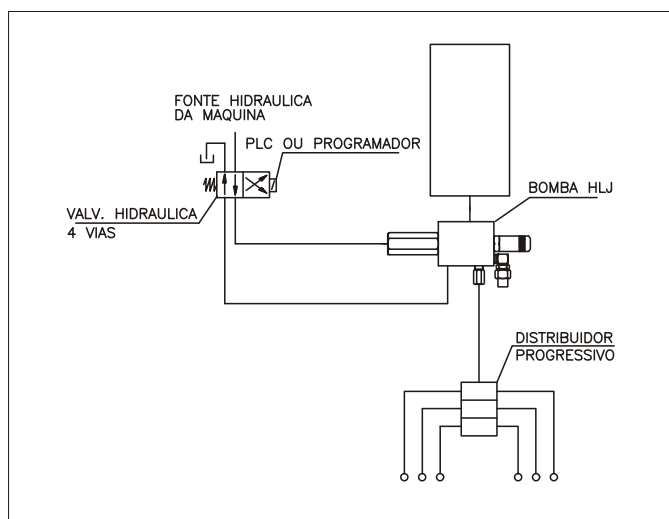 FONTE HIDRAULICA
DA MAQUINA
PLC OU PROGRAMADOR
BOMBA HLJ
VALV. HIDRAULICA
4 VIAS
DISTRIBUIDOR
PROGRESSIVO